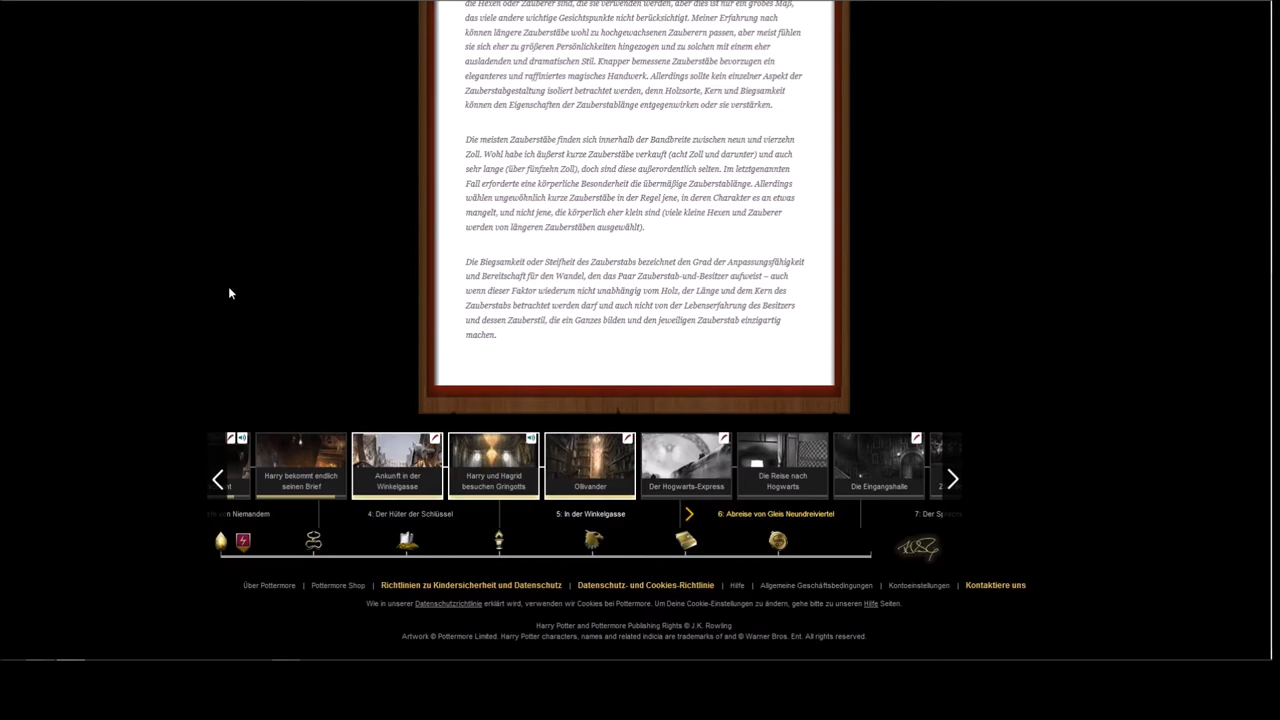 die Hexen oder Zauberer sind, die sie verwenden werden, aber dies ist nur ein grobes Maß,
das viele andere wichtige Gesichtspunkte nicht berücksichtigt. Meiner Erfahrung nach
können längere Zauberstäbe wohl zu hochgewachsenen Zauberern passen, aber meist fühlen
sie sich eher zu größeren Persönlichkeiten hingezogen und zu solchen mit einem eher
ausladenden und dramatischen Stil. Knapper bemessene Zauberstäbe bevorzugen ein
eleganteres und raffiniertes magisches Handwerk. Allerdings sollte kein einzelner Aspekt der
Zauberstabgestaltung isoliert betrachtet werden, denn Holzsorte, Kern und Biegsamkeit
können den Eigenschaften der Zauberstablänge entgegenwirken oder sie verstärken.
Die meisten Zauberstäbe finden sich innerhalb der Bandbreite zwischen neun und vierzehn
Zoll. Wohl habe ich äußerst kurze Zauberstäbe verkauft (acht Zoll und darunter) und auch
sehr lange (über fünfzehn Zoll), doch sind diese außerordentlich selten. Im letztgenannten
Fall erforderte eine körperliche Besonderheit die übermäßige Zauberstablänge. Allerdings
wählen ungewöhnlich kurze Zauberstäbe in der Regel jene, in deren Charakter es an etwas
mangelt, und nicht jene, die körperlich eher klein sind (viele kleine Hexen und Zauberer
werden von längeren Zauberstäben ausgewählt).
Die Biegsamkeit oder Steifheit des Zauberstabs bezeichnet den Grad der Anpassungsfähigkeit
und Bereitschaft für den Wandel, den das Paar Zauberstab-und-Besitzer aufweist – auch
wenn dieser Faktor wiederum nicht unabhängig vom Holz, der Länge und dem Kern des
Zauberstabs betrachtet werden darf und auch nicht von der Lebenserfahrung des Besitzers
und dessen Zauberstil, die ein Ganzes bilden und den jeweiligen Zauberstab einzigartig
machen.
Harry bekommt endlich
seinen Brief
Ankunft in der
Winkelgasse
Harry und Hagrid
besuchen Gringotts
Ollivander
Der Hogwarts-Express
Die Reise nach
Hogwarts
Die Eingangshalle
von Niemandem
4: Der Hüter der Schlüssel
5: In der Winkelgasse
6: Abreise von Gleis Neundreiviertel
7: Der
Über Pottermore | Pottermore Shop | Richtlinien zu Kindersicherheit und Datenschutz | Datenschutz- und Cookies-Richtlinie | Hilfe | Allgemeine Geschäftsbedingungen | Kontoeinstellungen | Kontaktiere uns
Wie in unserer Datenschutzrichtlinie erklärt wird, verwenden wir Cookies bei Pottermore. Um Deine Cookie-Einstellungen zu ändern, gehe bitte zu unseren Hilfe Seiten.
Harry Potter and Pottermore Publishing Rights © J.K. Rowling
Artwork © Pottermore Limited. Harry Potter characters, names and related indicia are trademarks of and © Warner Bros. Ent. All rights reserved.